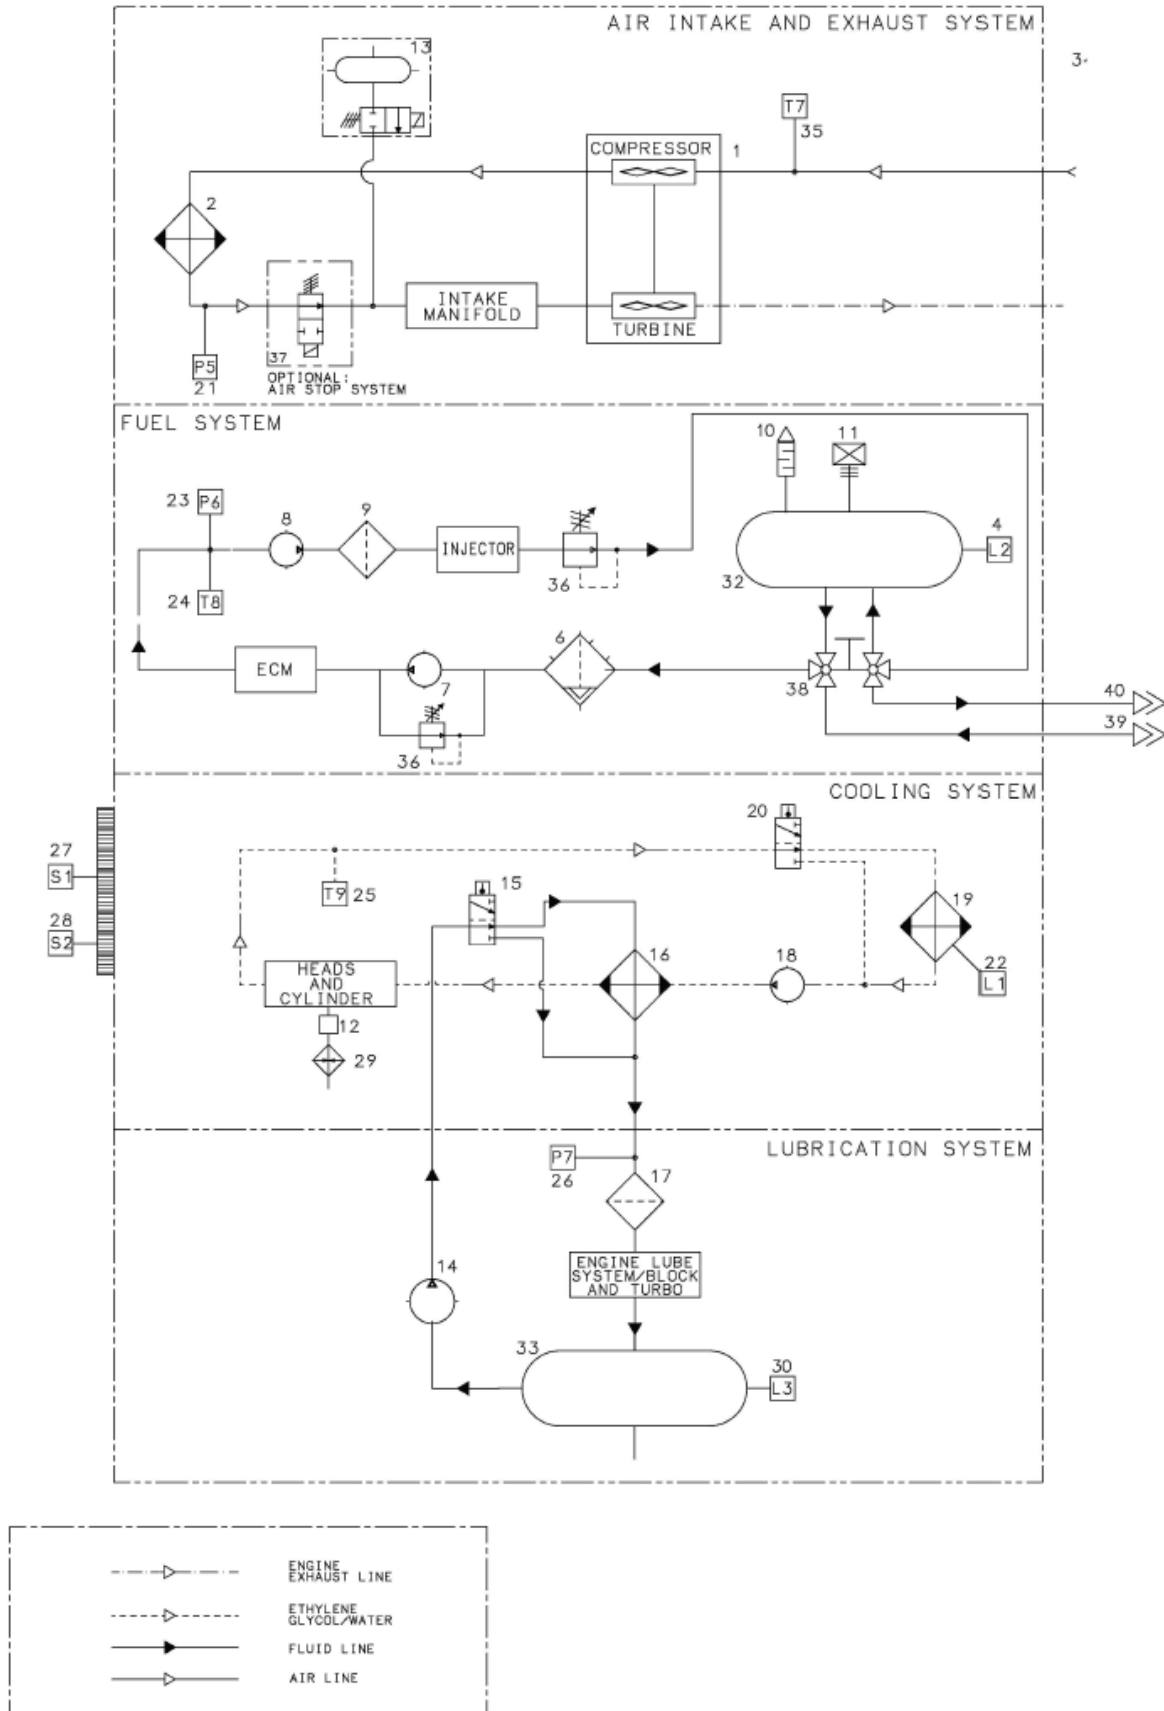 AIR INTAKE AND EXHAUST SYSTEM
13
3-
T7
35
COMPRESSOR
1
2
INTAKE
MANIFOLD
TURBINE
P5
21
37
OPTIONAL:
AIR STOP SYSTEM
FUEL SYSTEM
10
11
23
P6
8
9
4
INJECTOR
L2
36
32
24
T8
6
ECM
7
38
40
39
36
COOLING SYSTEM
20
27
S1
15
T9
25
19
28
S2
16
18
22
L1
HEADS
AND
CYLINDER
12
29
LUBRICATION SYSTEM
P7
26
17
14
ENGINE LUBE
SYSTEM/BLOCK
AND TURBO
33
30
L3
ENGINE
EXHAUST LINE
ETHYLENE
GLYCOL/WATER
FLUID LINE
AIR LINE